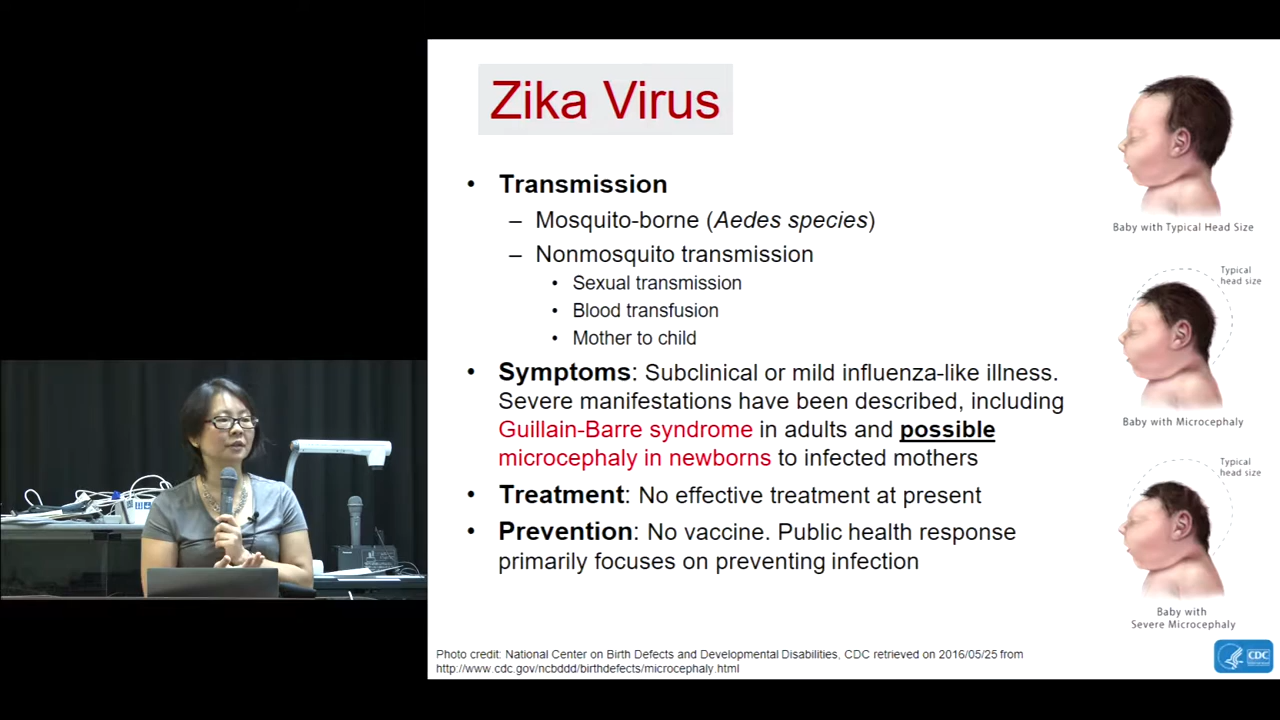 Zika Virus
• Transmission
– Mosquito-borne (Aedes species)
– Nonmosquito transmission
• Sexual transmission
• Blood transfusion
• Mother to child
• Symptoms: Subclinical or mild influenza-like illness.
Severe manifestations have been described, including
Guillain-Barre syndrome in adults and possible
microcephaly in newborns to infected mothers
• Treatment: No effective treatment at present
• Prevention: No vaccine. Public health response
primarily focuses on preventing infection
Baby with Typical Head Size
Typical
head size
Baby with Microcephaly
Typical
head size
Baby with
Severe Microcephaly
CDC
Photo credit: National Center on Birth Defects and Developmental Disabilities, CDC retrieved on 2016/05/25 from
http://www.cdc.gov/ncbddd/birthdefects/microcephaly.html